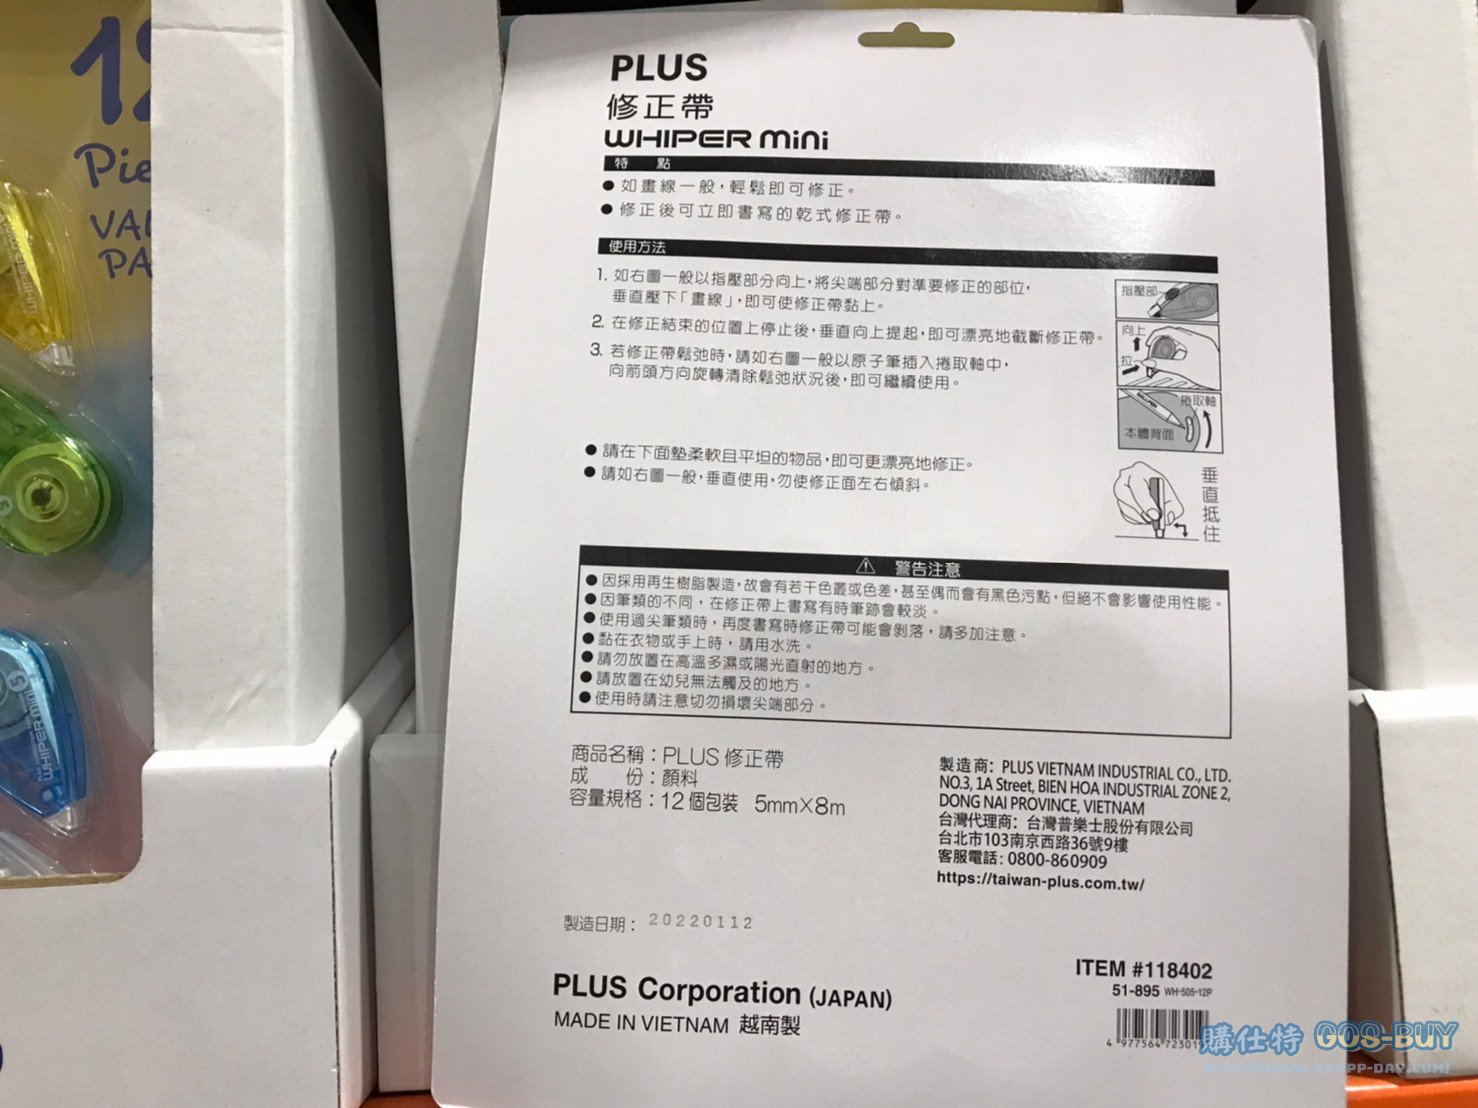 PLUS
修正帶
WHIPER mini
特 點
● 如畫線一般，輕鬆即可修正。
● 修正後可立即書寫的乾式修正帶。
使用方法
1. 如右圖一般以指壓部分向上，將尖端部分對準要修正的部位，
垂直壓下「畫線」，即可使修正帶黏上。
2. 在修正結束的位置上停止後，垂直向上提起，即可漂亮地截斷修正帶。
3. 若修正帶鬆弛時，請如右圖一般以原子筆插入捲取軸中，
向箭頭方向旋轉清除鬆弛狀況後，即可繼續使用。
指壓部
向上
拉
捲取軸
本體背面
● 請在下面墊柔軟且平坦的物品，即可更漂亮地修正。
● 請如右圖一般，垂直使用，勿使修正面左右傾斜。
垂直抵住
警告注意
● 因採用再生樹脂製造，故會有若干色叢或色差，甚至偶而會有黑色污點，但絕不會影響使用性能。
● 因筆類的不同，在修正帶上書寫有時筆跡會較淡。
● 使用過尖筆類時，再度書寫時修正帶可能會剝落，請多加注意。
● 黏在衣物或手上時，請用水洗。
● 請勿放置在高溫多濕或陽光直射的地方。
● 請放置在幼兒無法觸及的地方。
● 使用時請注意切勿損壞尖端部分。
商品名稱：PLUS 修正帶
成 份：顏料
容量規格：12個包裝 5mm×8m
製造商：PLUS VIETNAM INDUSTRIAL CO., LTD.
NO.3, 1A Street, BIEN HOA INDUSTRIAL ZONE 2,
DONG NAI PROVINCE, VIETNAM
台灣代理商：台灣普樂士股份有限公司
台北市103南京西路36號9樓
客服電話：0800-860909
https://taiwan-plus.com.tw/
製造日期：20220112
PLUS Corporation (JAPAN)
MADE IN VIETNAM 越南製
ITEM #118402
51-895 WH-505-12P
4 977564 72301
購仕特 GOS-BUY
12
Pie
VAL
PA
WHIPER mini
WHIPER mini